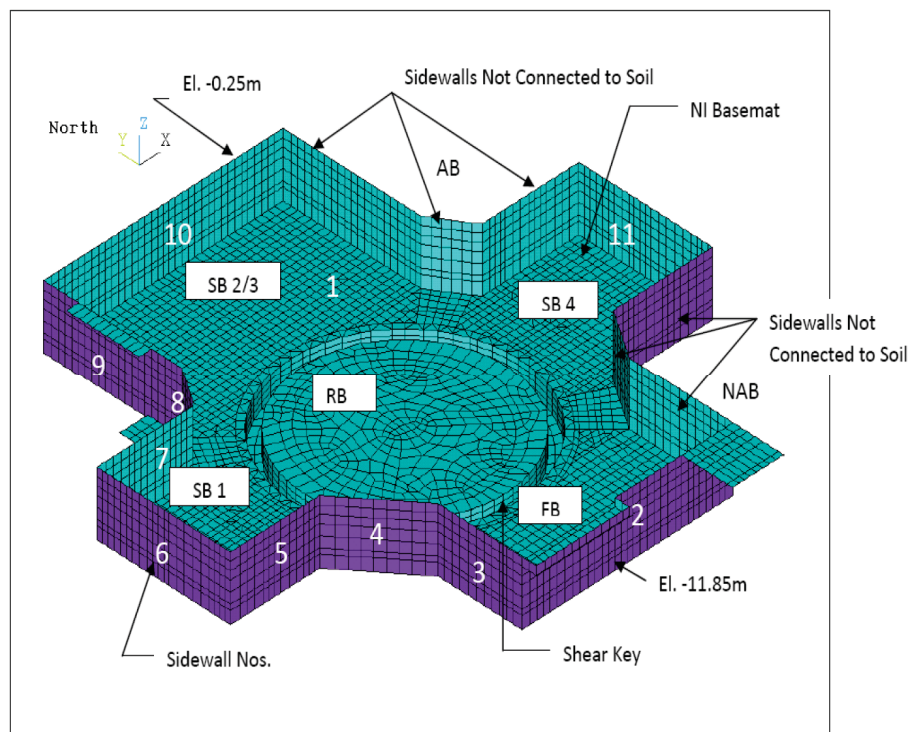 El. -0.25m
Sidewalls Not Connected to Soil
NI Basemat
North
Z
Y
X
AB
10
11
SB 2/3
1
SB 4
Sidewalls Not
Connected to Soil
9
8
RB
NAB
7
SB 1
FB
2
6
5
4
3
El. -11.85m
Sidewall Nos.
Shear Key